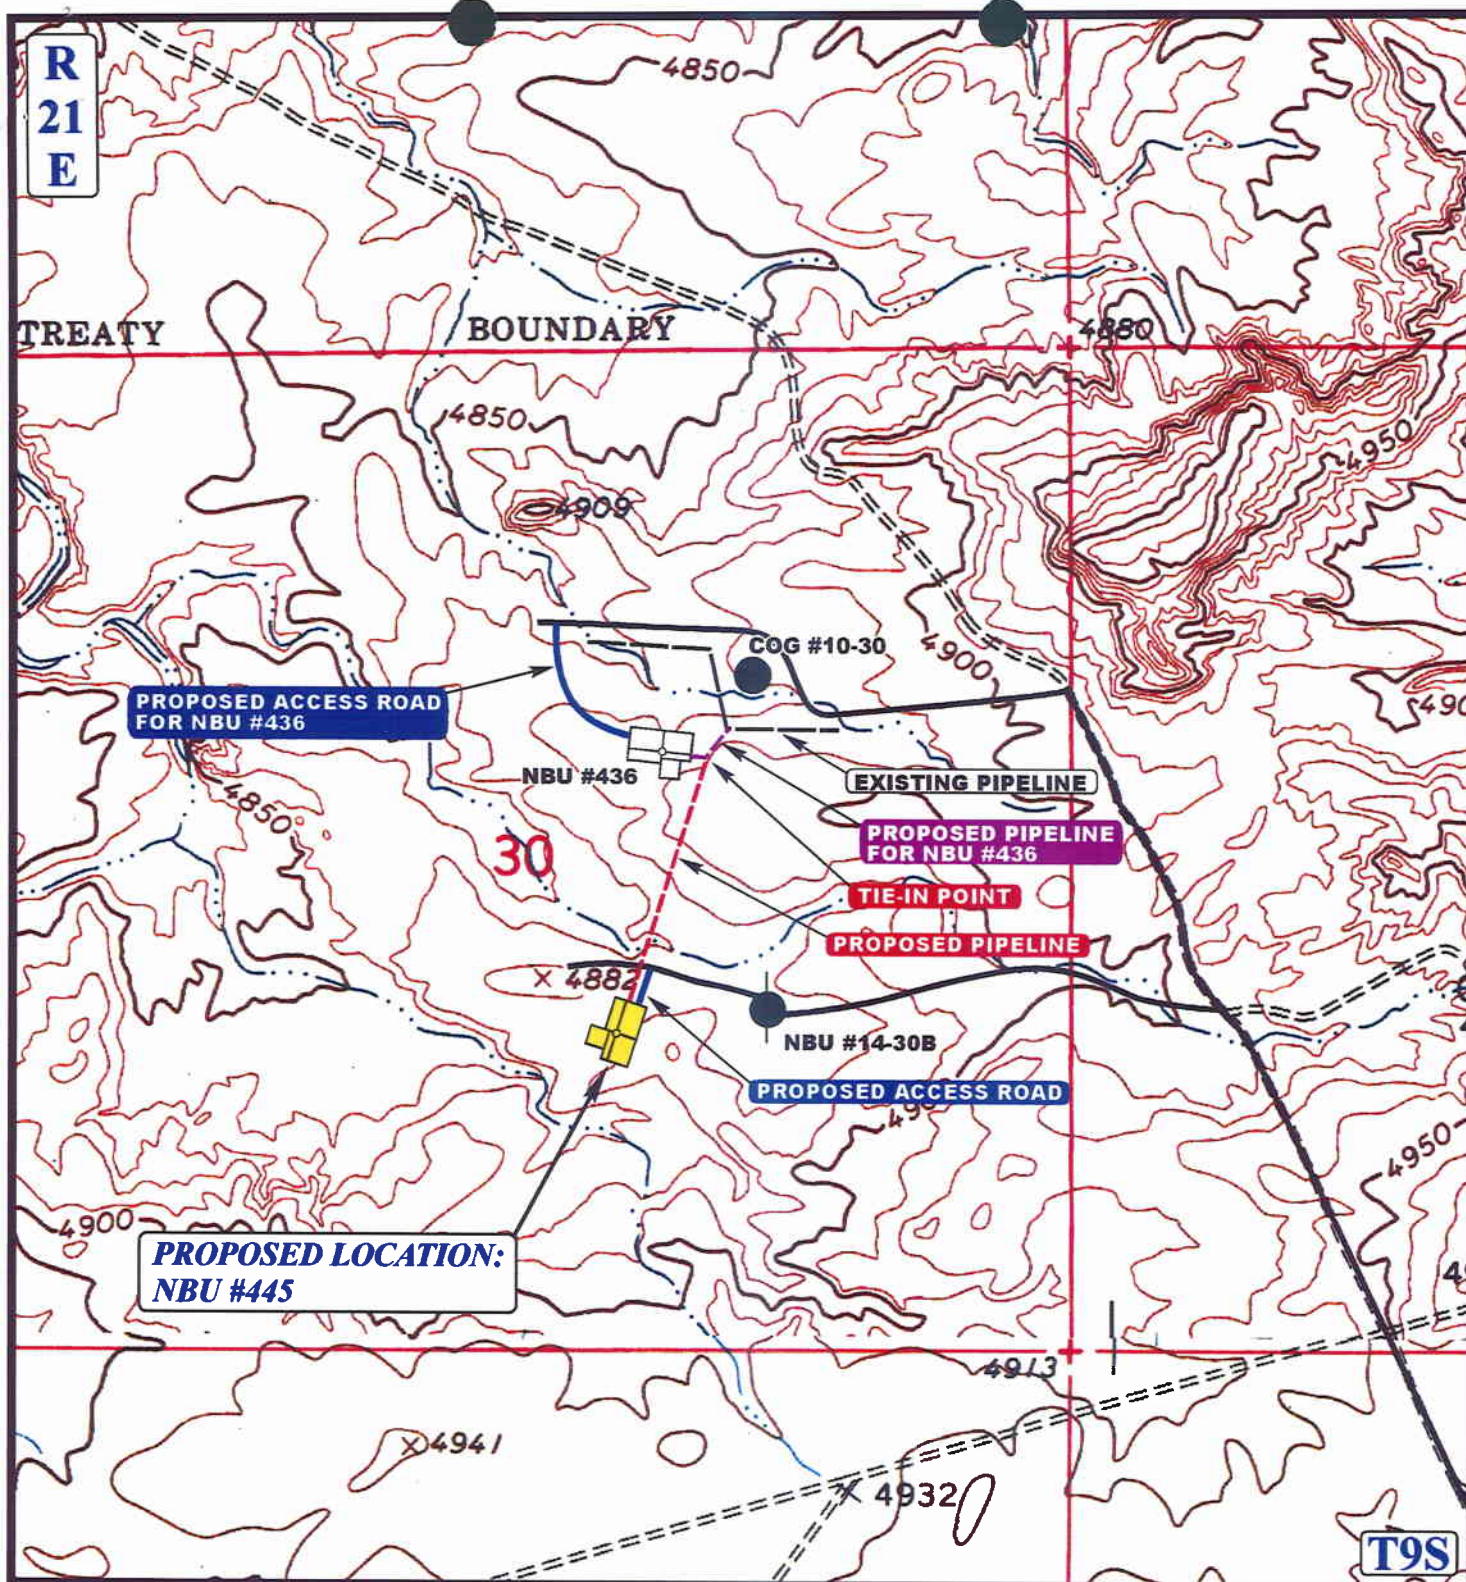 R
21
E
4850
TREATY BOUNDARY
4880
4850
4950
4909
COG #10-30
4900
PROPOSED ACCESS ROAD
FOR NBU #436
NBU #436
EXISTING PIPELINE
4850
PROPOSED PIPELINE
FOR NBU #436
30
TIE-IN POINT
PROPOSED PIPELINE
4882
NBU #14-30B
PROPOSED ACCESS ROAD
4950
4900
PROPOSED LOCATION:
NBU #445
4913
4941
4932
T9S